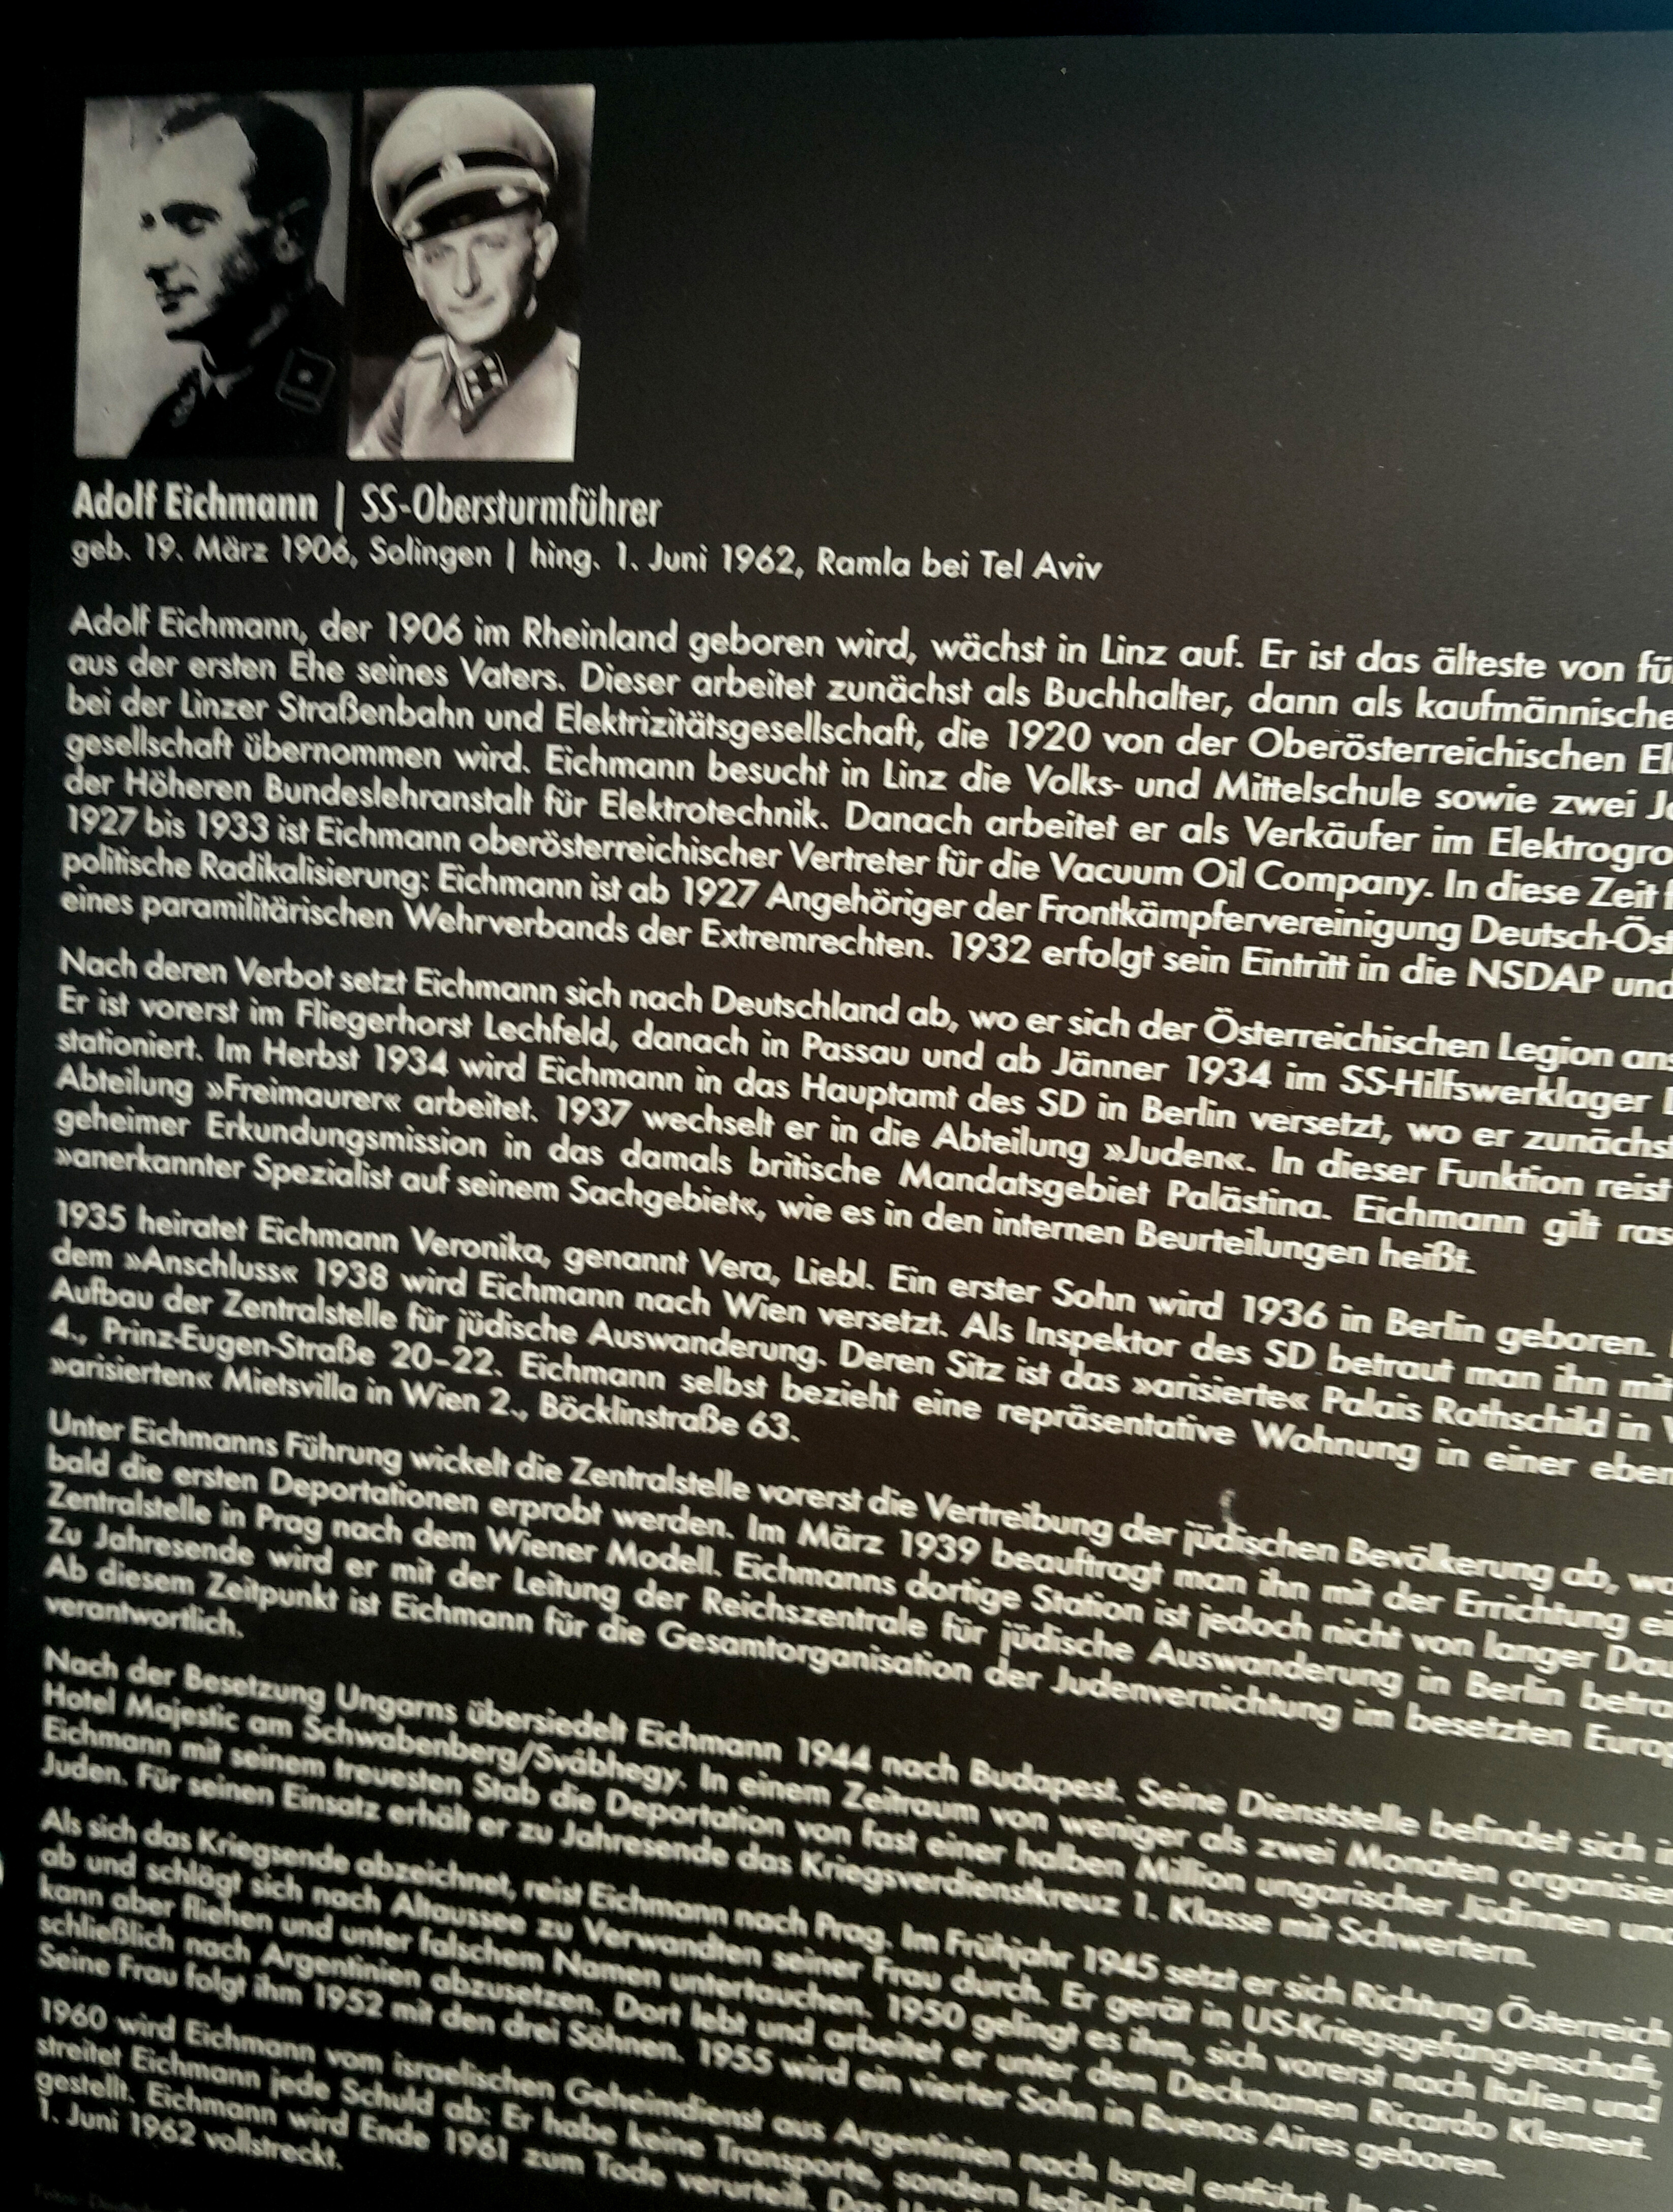 Adolf Eichmann | SS-Obersturmführer
geb. 19. März 1906, Solingen | hing. 1. Juni 1962, Ramla bei Tel Aviv
Adolf Eichmann, der 1906 im Rheinland geboren wird, wächst in Linz auf. Er ist das älteste von fü
aus der ersten Ehe seines Vaters. Dieser arbeitet zunächst als Buchhalter, dann als kaufmännische
bei der Linzer Straßenbahn und Elektrizitätsgesellschaft, die 1920 von der Oberösterreichischen El
gesellschaft übernommen wird. Eichmann besucht in Linz die Volks- und Mittelschule sowie zwei J
der Höheren Bundeslehranstalt für Elektrotechnik. Danach arbeitet er als Verkäufer im Elektrogro
1927 bis 1933 ist Eichmann oberösterreichischer Vertreter für die Vacuum Oil Company. In diese Zeit
politische Radikalisierung: Eichmann ist ab 1927 Angehöriger der Frontkämpfervereinigung Deutsch-Öst
eines paramilitärischen Wehrverbands der Extremrechten. 1932 erfolgt sein Eintritt in die NSDAP und
Nach deren Verbot setzt Eichmann sich nach Deutschland ab, wo er sich der Österreichischen Legion ans
Er ist vorerst im Fliegerhorst Lechfeld, danach in Passau und ab Jänner 1934 im SS-Hilfswerklager
stationiert. Im Herbst 1934 wird Eichmann in das Hauptamt des SD in Berlin versetzt, wo er zunächs
Abteilung »Freimaurer« arbeitet. 1937 wechselt er in die Abteilung »Juden«. In dieser Funktion reist
geheimer Erkundungsmission in das damals britische Mandatsgebiet Palästina. Eichmann gilt ras
»anerkannter Spezialist auf seinem Sachgebiet«, wie es in den internen Beurteilungen heißt.
1935 heiratet Eichmann Veronika, genannt Vera, Liebl. Ein erster Sohn wird 1936 in Berlin geboren.
dem »Anschluss« 1938 wird Eichmann nach Wien versetzt. Als Inspektor des SD betraut man ihn mit
Aufbau der Zentralstelle für jüdische Auswanderung. Deren Sitz ist das »arisierte« Palais Rothschild in
4., Prinz-Eugen-Straße 20–22. Eichmann selbst bezieht eine repräsentative Wohnung in einer eben
»arisierten« Mietsvilla in Wien 2., Böcklinstraße 63.
Unter Eichmanns Führung wickelt die Zentralstelle vorerst die Vertreibung der jüdischen Bevölkerung ab, wo
bald die ersten Deportationen erprobt werden. Im März 1939 beauftragt man ihn mit der Errichtung ei
Zentralstelle in Prag nach dem Wiener Modell. Eichmanns dortige Station ist jedoch nicht von langer Dau
Zu Jahresende wird er mit der Leitung der Reichszentrale für jüdische Auswanderung in Berlin betra
Ab diesem Zeitpunkt ist Eichmann für die Gesamtorganisation der Judenvernichtung im besetzten Europ
verantwortlich.
Nach der Besetzung Ungarns übersiedelt Eichmann 1944 nach Budapest. Seine Dienststelle befindet sich i
Hotel Majestic am Schwabenberg/Svábhegy. In einem Zeitraum von weniger als zwei Monaten organisier
Eichmann mit seinem treuesten Stab die Deportation von fast einer halben Million ungarischer Jüdinnen und
Juden. Für seinen Einsatz erhält er zu Jahresende das Kriegsverdienstkreuz 1. Klasse mit Schwertern.
Als sich das Kriegsende abzeichnet, reist Eichmann nach Prag. Im Frühjahr 1945 setzt er sich Richtung Österreich
ab und schlägt sich nach Altaussee zu Verwandten seiner Frau durch. Er gerät in US-Kriegsgefangenschaft,
kann aber fliehen und unter falschem Namen untertauchen. 1950 gelingt es ihm, sich vorerst nach Italien und
schließlich nach Argentinien abzusetzen. Dort lebt und arbeitet er unter dem Decknamen Ricardo Klement.
Seine Frau folgt ihm 1952 mit den drei Söhnen. 1955 wird ein vierter Sohn in Buenos Aires geboren.
1960 wird Eichmann vom israelischen Geheimdienst aus Argentinien nach Israel entführt. In
streitet Eichmann jede Schuld ab: Er habe keine Transporte, sondern lediglich
gestellt. Eichmann wird Ende 1961 zum Tode verurteilt. Das
1. Juni 1962 vollstreckt.